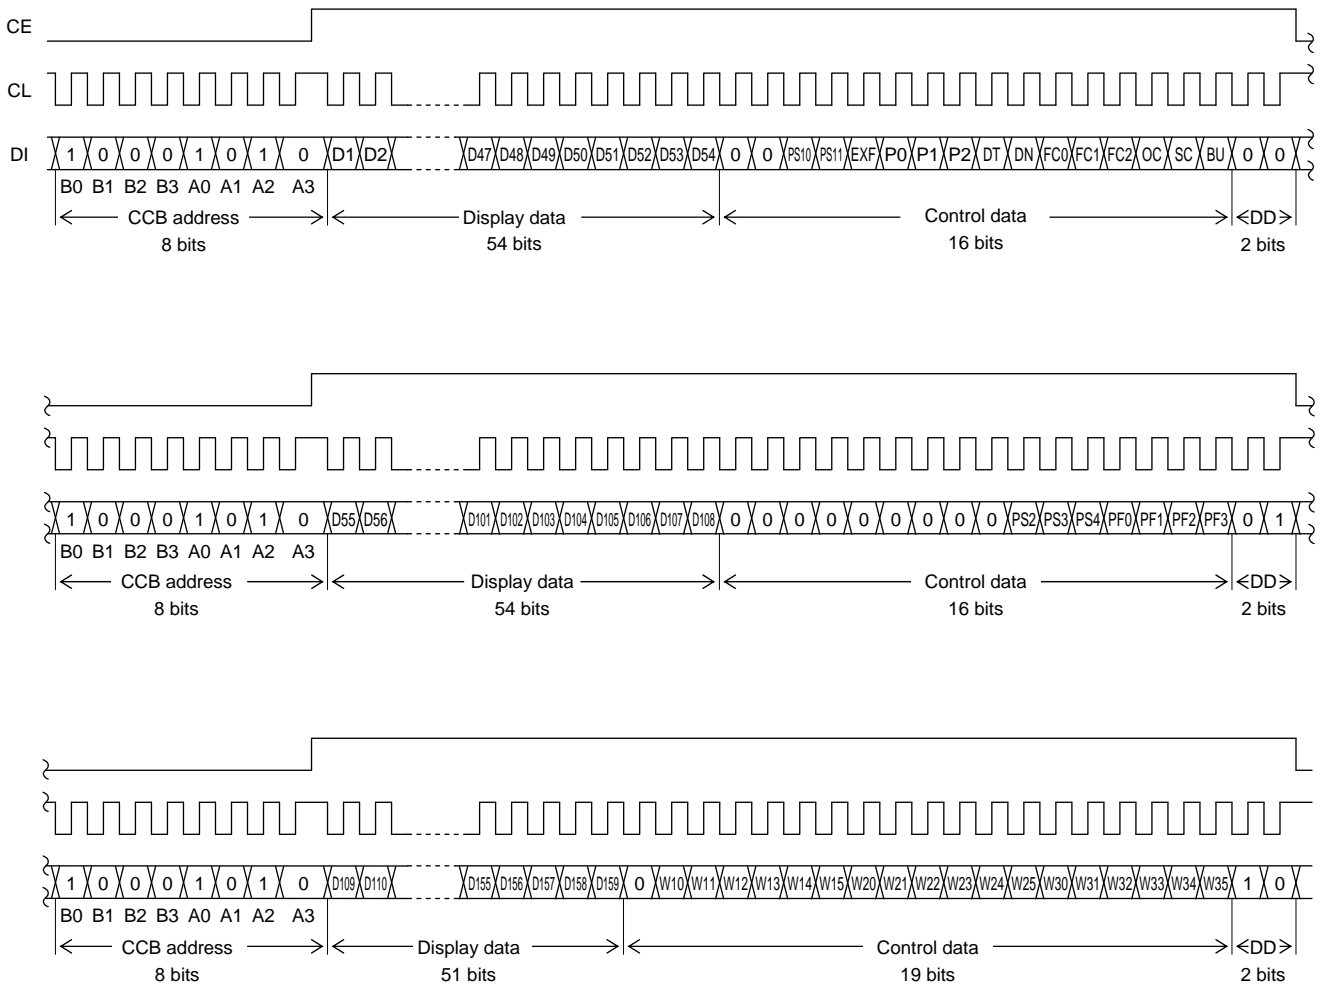 CE
CL
DI 1 0 0 0 1 0 1 0 D1 D2 D47 D48 D49 D50 D51 D52 D53 D54 0 0 PS10 PS11 EXF P0 P1 P2 DT DN FC0 FC1 FC2 OC SC BU 0 0
B0 B1 B2 B3 A0 A1 A2 A3
CCB address Display data Control data DD
8 bits 54 bits 16 bits 2 bits
1 0 0 0 1 0 1 0 D55 D56 D101 D102 D103 D104 D105 D106 D107 D108 0 0 0 0 0 0 0 0 0 PS2 PS3 PS4 PF0 PF1 PF2 PF3 0 1
B0 B1 B2 B3 A0 A1 A2 A3
CCB address Display data Control data DD
8 bits 54 bits 16 bits 2 bits
1 0 0 0 1 0 1 0 D109 D110 D155 D156 D157 D158 D159 0 W10 W11 W12 W13 W14 W15 W20 W21 W22 W23 W24 W25 W30 W31 W32 W33 W34 W35 1 0
B0 B1 B2 B3 A0 A1 A2 A3
CCB address Display data Control data DD
8 bits 51 bits 19 bits 2 bits